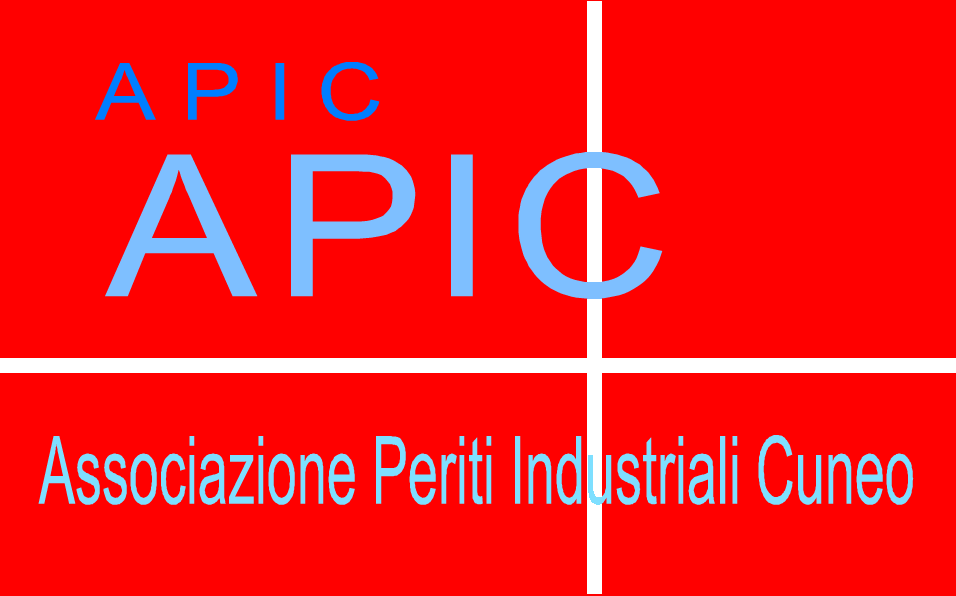 A P I C
APIC
Associazione Periti Industriali Cuneo